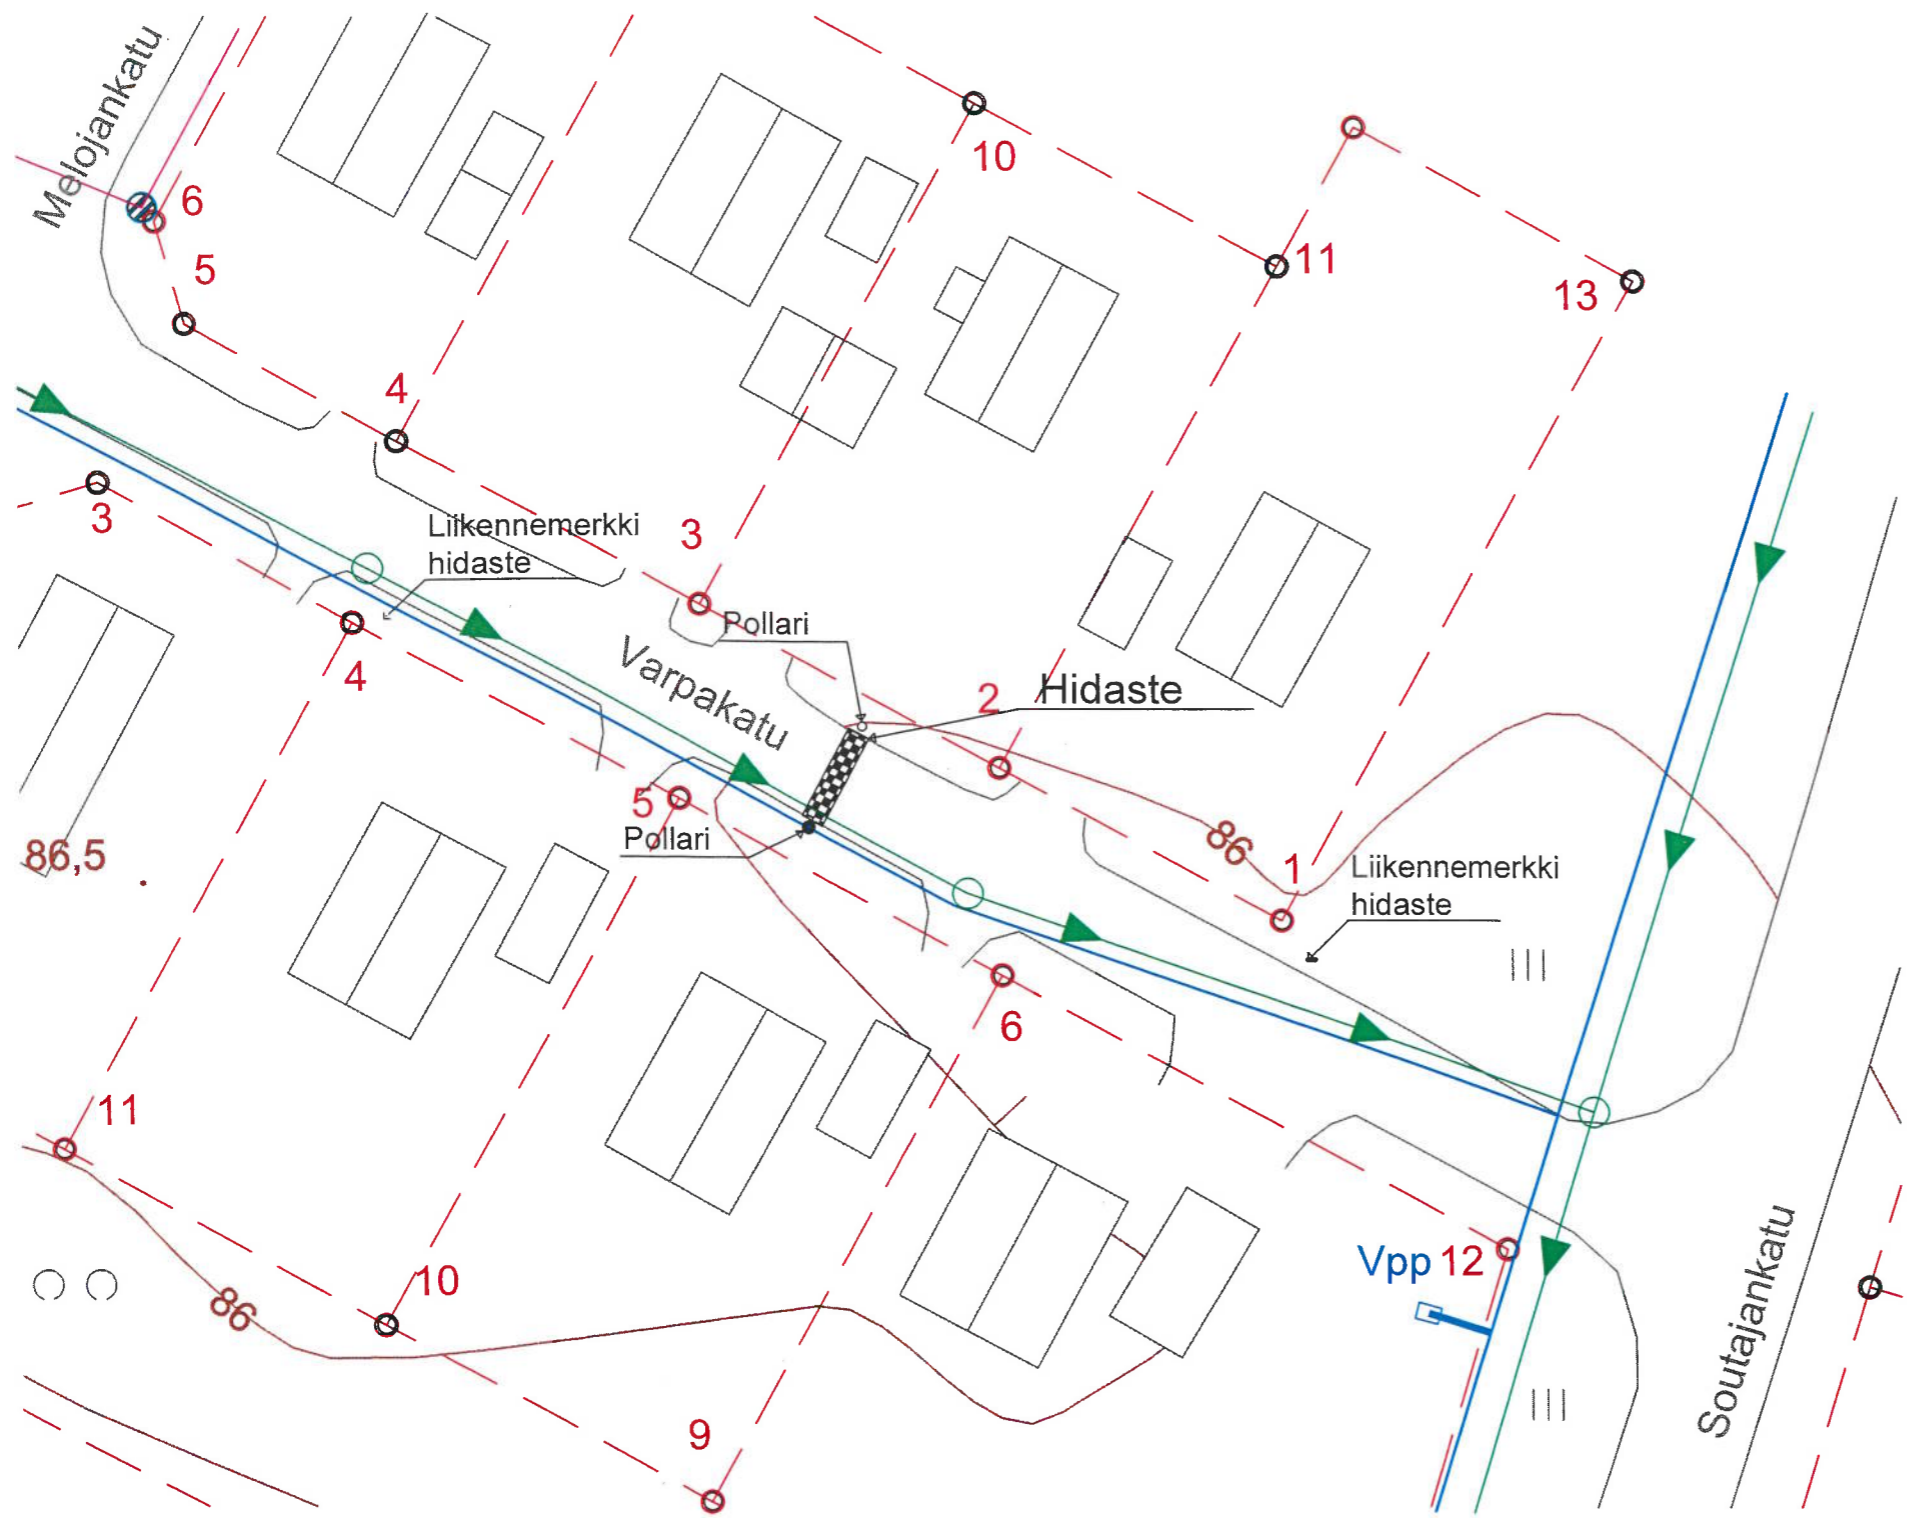 Melojankatu
6
5
4
10
11
13
3
Liikennemerkki
hidaste
3
Pollari
Varpakatu
2
Hidaste
4
5
Pollari
86
1
Liikennemerkki
hidaste
86,5
6
11
10
86
Vpp
12
Soutajankatu
9